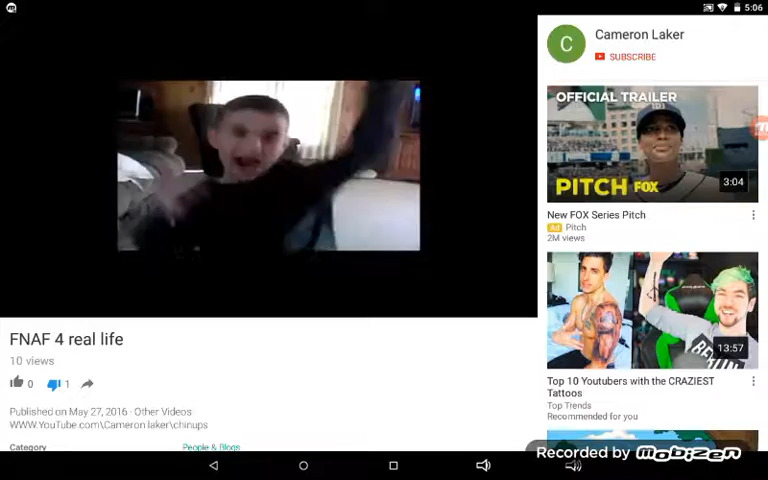 5:06
Cameron Laker
SUBSCRIBE
OFFICIAL TRAILER
PITCH FOX
3:04
New FOX Series Pitch
Ad Pitch
2M views
BERLIN
13:57
Top 10 Youtubers with the CRAZIEST
Tattoos
Top Trends
Recommended for you
FNAF 4 real life
10 views
0 1
Published on May 27, 2016 · Other Videos
WWW.YouTube.com\Cameron laker\chinups
Category People & Blogs
Recorded by mobizen
C